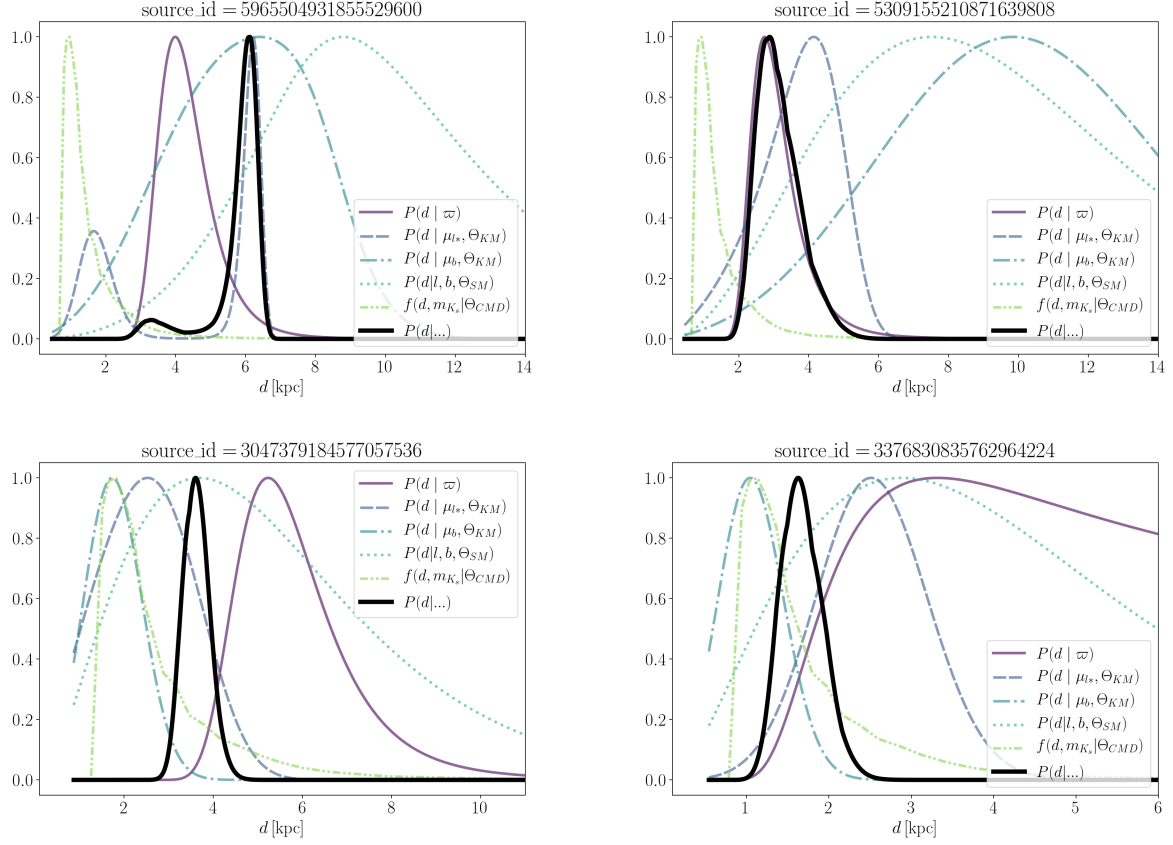 source_id = 5965504931855529600
1.0
0.8
0.6
0.4
0.2
0.0
P(d | ϖ)
P(d | μ_{l*}, Θ_{KM})
P(d | μ_b, Θ_{KM})
P(d|l, b, Θ_{SM})
f(d, m_{K_s}|Θ_{CMD})
P(d|...)
2 4 6 8 10 12 14
d [kpc]
source_id = 5309155210871639808
1.0
0.8
0.6
0.4
0.2
0.0
P(d | ϖ)
P(d | μ_{l*}, Θ_{KM})
P(d | μ_b, Θ_{KM})
P(d|l, b, Θ_{SM})
f(d, m_{K_s}|Θ_{CMD})
P(d|...)
2 4 6 8 10 12 14
d [kpc]
source_id = 3047379184577057536
1.0
0.8
0.6
0.4
0.2
0.0
P(d | ϖ)
P(d | μ_{l*}, Θ_{KM})
P(d | μ_b, Θ_{KM})
P(d|l, b, Θ_{SM})
f(d, m_{K_s}|Θ_{CMD})
P(d|...)
2 4 6 8 10
d [kpc]
source_id = 3376830835762964224
1.0
0.8
0.6
0.4
0.2
0.0
P(d | ϖ)
P(d | μ_{l*}, Θ_{KM})
P(d | μ_b, Θ_{KM})
P(d|l, b, Θ_{SM})
f(d, m_{K_s}|Θ_{CMD})
P(d|...)
1 2 3 4 5 6
d [kpc]